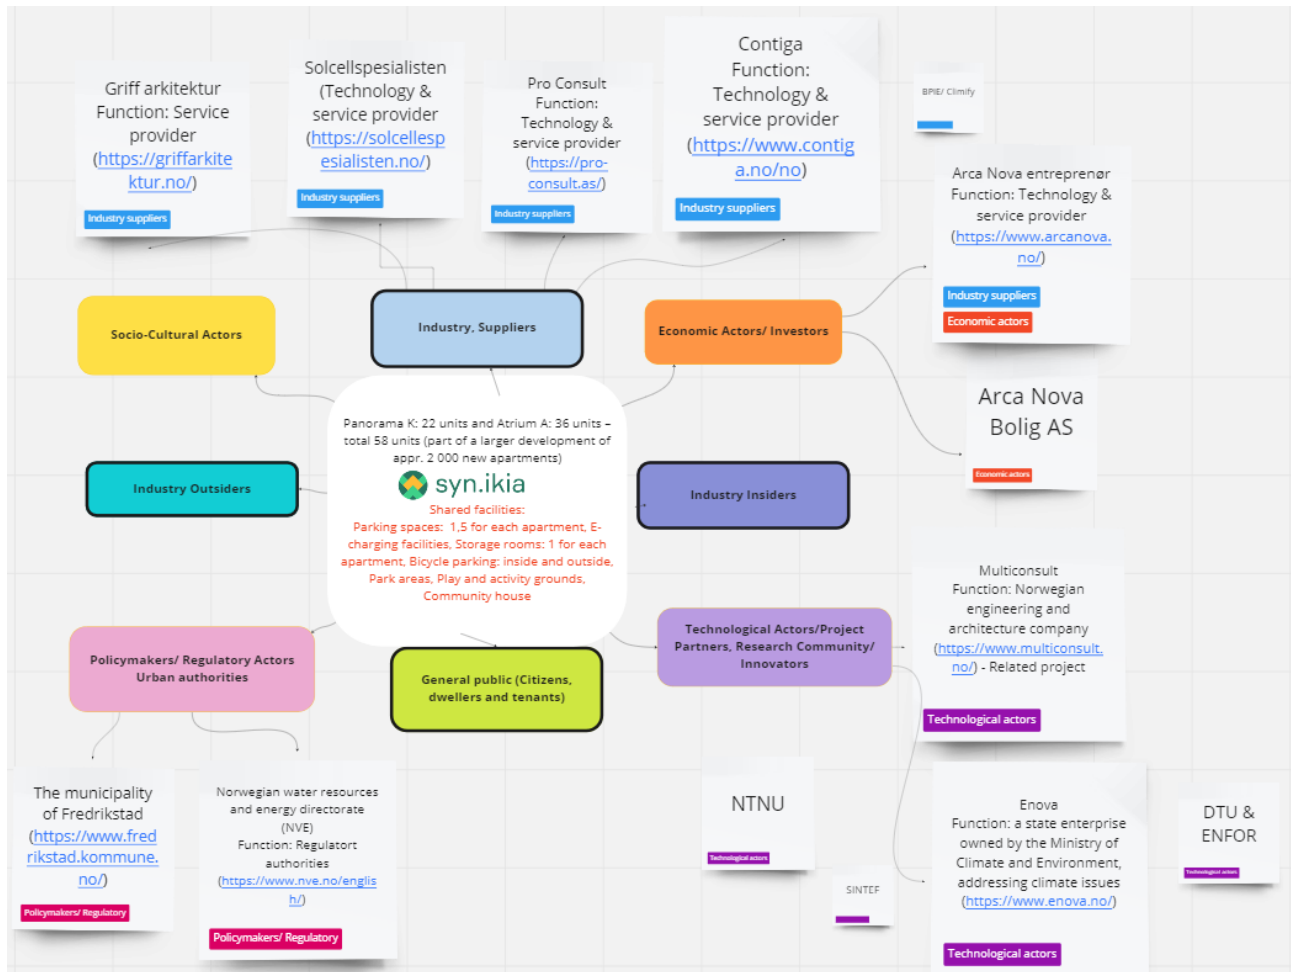 Griff arkitektur
Function: Service
provider
(https://griffarkite
ktur.no/)
Industry suppliers
Solcellspesialisten
(Technology &
service provider
(https://solcellesp
esialisten.no/)
Industry suppliers
Pro Consult
Function:
Technology &
service provider
(https://pro-
consult.as/)
Industry suppliers
Contiga
Function:
Technology &
service provider
(https://www.contig
a.no/no)
Industry suppliers
BPIE/ Climify
Arca Nova entreprenør
Function: Technology &
service provider
(https://www.arcanova.
no/)
Industry suppliers
Economic actors
Socio-Cultural Actors
Industry, Suppliers
Economic Actors/ Investors
Arca Nova
Bolig AS
Economic actors
Panorama K: 22 units and Atrium A: 36 units –
total 58 units (part of a larger development of
appr. 2 000 new apartments)
syn.ikia
Shared facilities:
Parking spaces: 1,5 for each apartment, E-
charging facilities, Storage rooms: 1 for each
apartment, Bicycle parking: inside and outside,
Park areas, Play and activity grounds,
Community house
Industry Outsiders
Industry Insiders
Policymakers/ Regulatory Actors
Urban authorities
General public (Citizens,
dwellers and tenants)
Technological Actors/Project
Partners, Research Community/
Innovators
Multiconsult
Function: Norwegian
engineering and
architecture company
(https://www.multiconsult.
no/) - Related project
Technological actors
The municipality
of Fredrikstad
(https://www.fred
rikstad.kommune.
no/)
Policymakers/ Regulatory
Norwegian water resources
and energy directorate
(NVE)
Function: Regulatort
authorities
(https://www.nve.no/englis
h/)
Policymakers/ Regulatory
NTNU
Technological actors
SINTEF
Enova
Function: a state enterprise
owned by the Ministry of
Climate and Environment,
addressing climate issues
(https://www.enova.no/)
Technological actors
DTU &
ENFOR
Technological actors